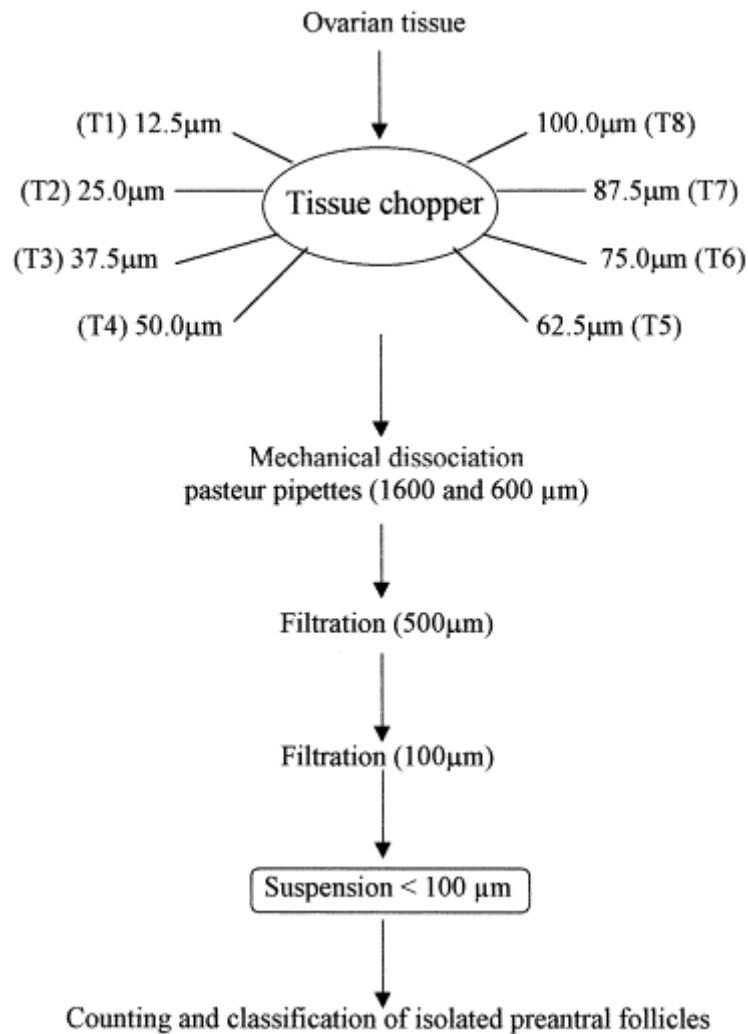 Ovarian tissue
(T1) 12.5μm
100.0μm (T8)
(T2) 25.0μm
Tissue chopper
87.5μm (T7)
(T3) 37.5μm
75.0μm (T6)
(T4) 50.0μm
62.5μm (T5)
Mechanical dissociation
pasteur pipettes (1600 and 600 μm)
Filtration (500μm)
Filtration (100μm)
Suspension < 100 μm
Counting and classification of isolated preantral follicles